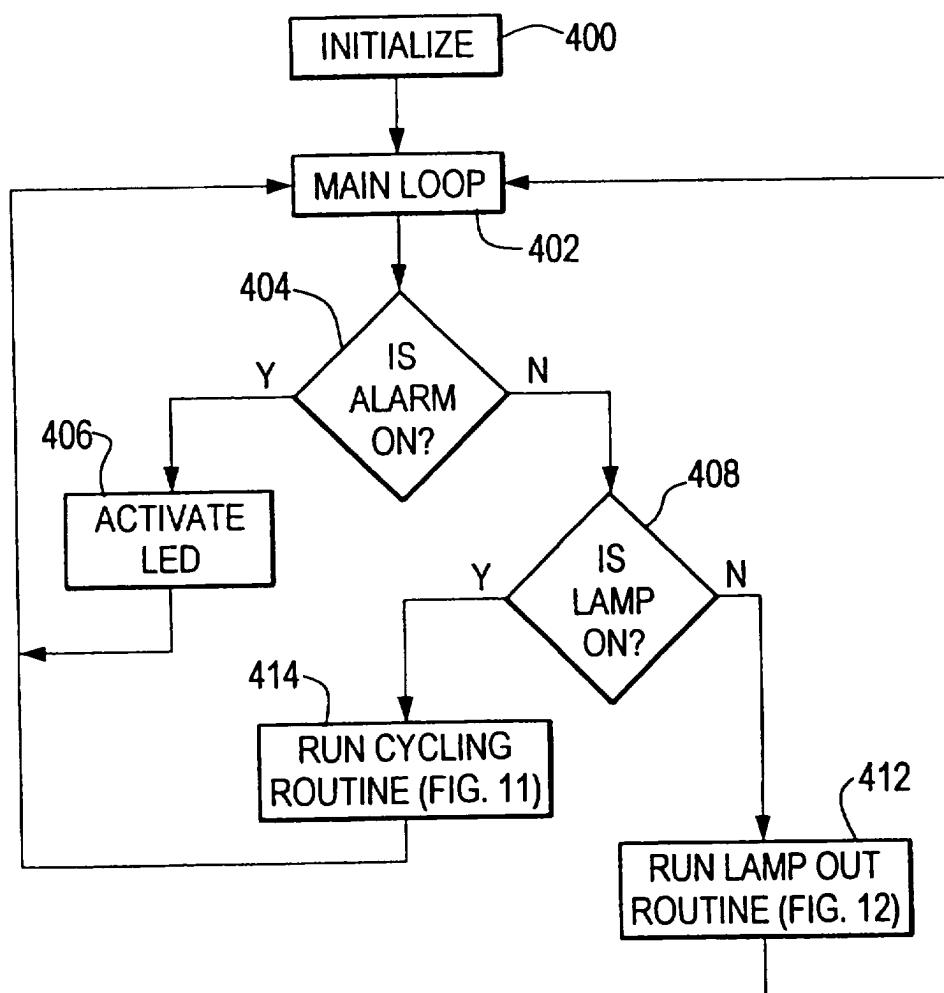 INITIALIZE
400
MAIN LOOP
402
404
IS
ALARM
ON?
Y
N
406
ACTIVATE
LED
408
IS
LAMP
ON?
Y
N
414
RUN CYCLING
ROUTINE (FIG. 11)
412
RUN LAMP OUT
ROUTINE (FIG. 12)